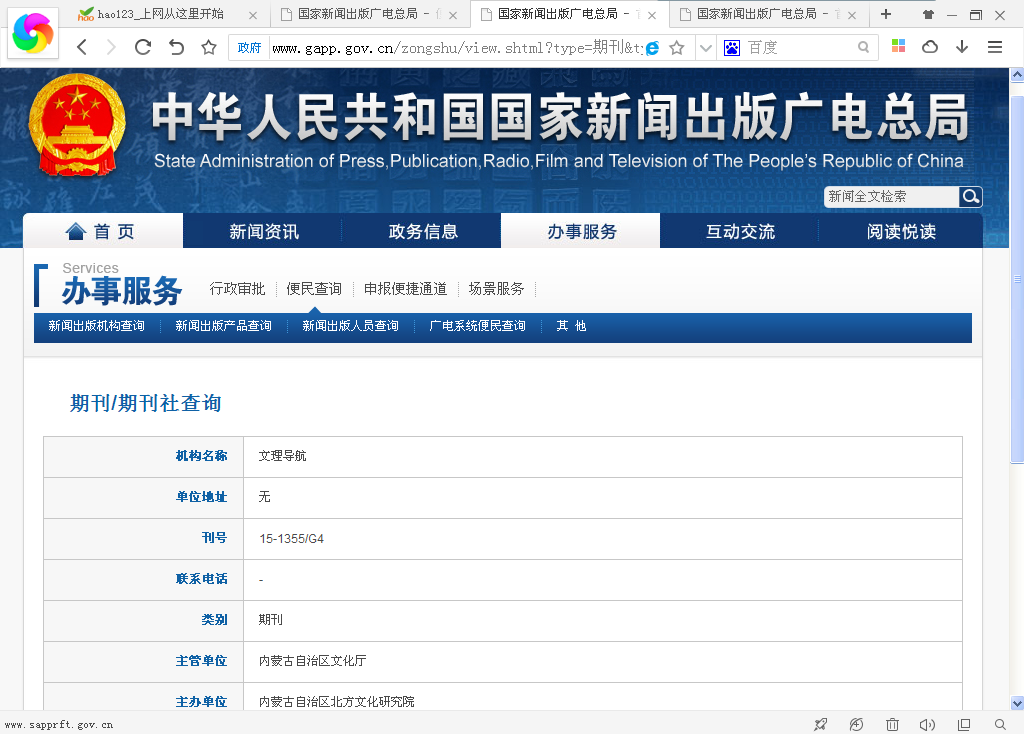 hao123_上网从这里开始
国家新闻出版广电总局 -
国家新闻出版广电总局 -
国家新闻出版广电总局 -
政府 www.gapp.gov.cn/zongshu/view.shtml?type=期刊&ty
百度
中华人民共和国国家新闻出版广电总局
State Administration of Press,Publication,Radio,Film and Television of The People's Republic of China
新闻全文检索
首 页 新闻资讯 政务信息 办事服务 互动交流 阅读悦读
Services
办事服务 行政审批 便民查询 申报便捷通道 场景服务
新闻出版机构查询 新闻出版产品查询 新闻出版人员查询 广电系统便民查询 其 他
期刊/期刊社查询
机构名称 文理导航
单位地址 无
刊号 15-1355/G4
联系电话 -
类别 期刊
主管单位 内蒙古自治区文化厅
主办单位 内蒙古自治区北方文化研究院
www.sapprft.gov.cn